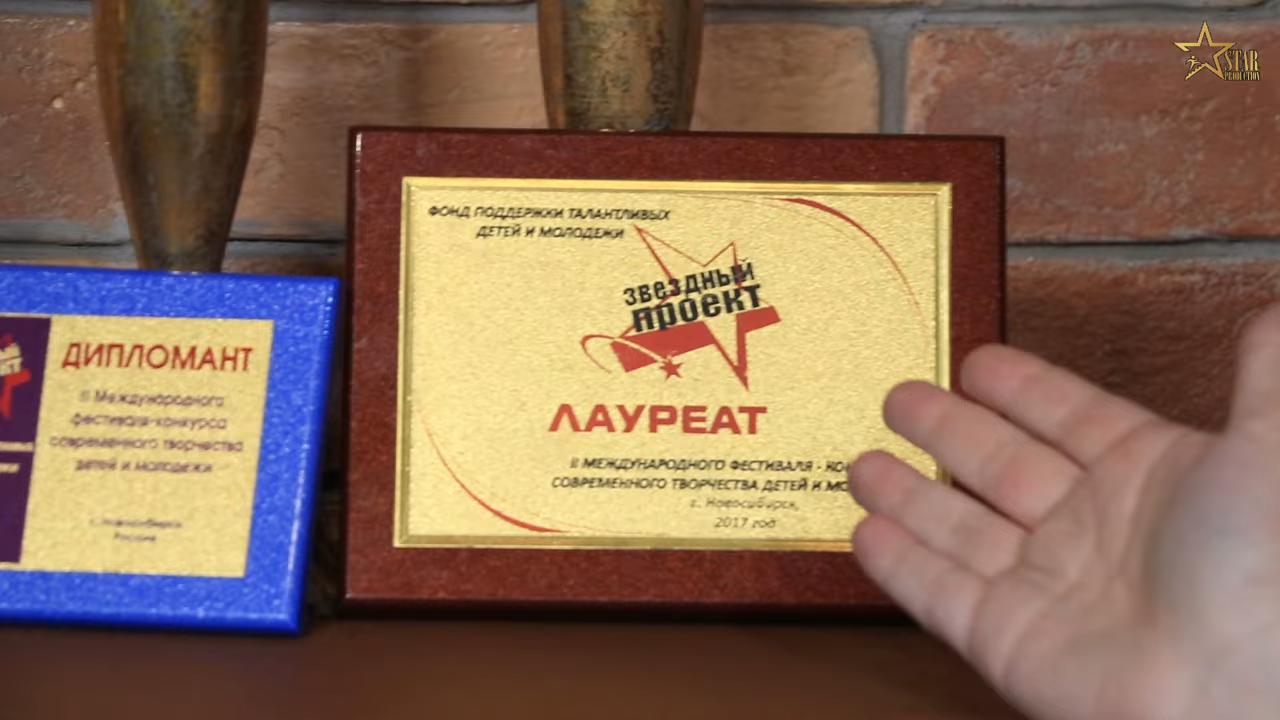 STAR
PRODUCTION
ФОНД ПОДДЕРЖКИ ТАЛАНТЛИВЫХ
ДЕТЕЙ И МОЛОДЕЖИ
звездный
проект
ЛАУРЕАТ
II МЕЖДУНАРОДНОГО ФЕСТИВАЛЯ -
СОВРЕМЕННОГО ТВОРЧЕСТВА ДЕТЕЙ И
г. Новосибирск,
2017 год
ДИПЛОМАНТ
II Международного
фестиваля-конкурса
современного творчества
детей и молодежи
г. Новосибирск
Россия